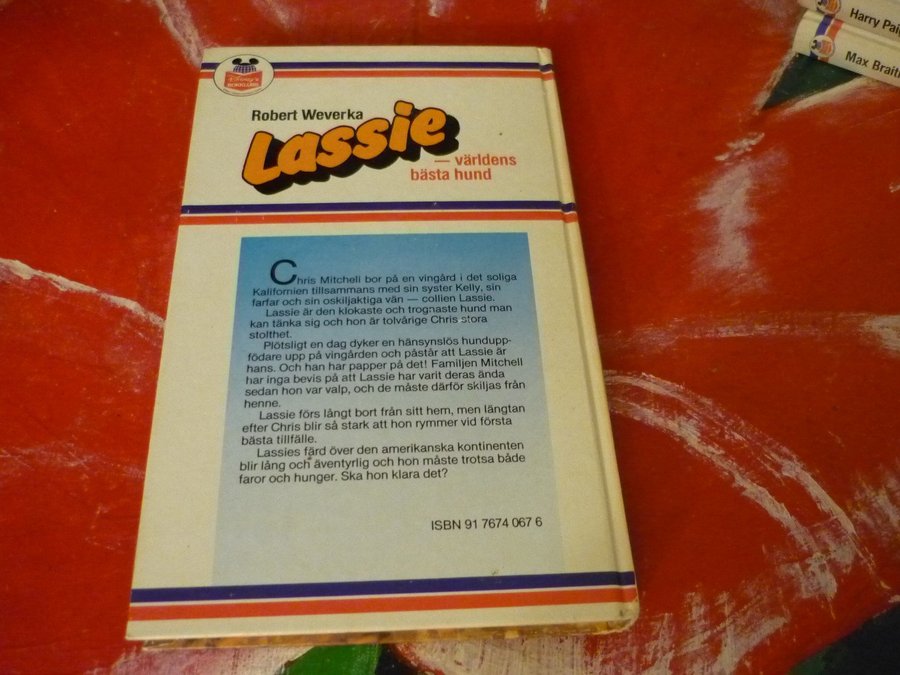 Disney's
BOKKLUBB
Robert Weverka
Lassie
— världens
bästa hund
Chris Mitchell bor på en vingård i det soliga
Kalifornien tillsammans med sin syster Kelly, sin
farfar och sin oskiljaktiga vän — collien Lassie.
Lassie är den klokaste och trognaste hund man
kan tänka sig och hon är tolvårige Chris stora
stolthet.
Plötsligt en dag dyker en hänsynslös hundupp-
födare upp på vingården och påstår att Lassie är
hans. Och han har papper på det! Familjen Mitchell
har inga bevis på att Lassie har varit deras ända
sedan hon var valp, och de måste därför skiljas från
henne.
Lassie förs långt bort från sitt hem, men längtan
efter Chris blir så stark att hon rymmer vid första
bästa tillfälle.
Lassies färd över den amerikanska kontinenten
blir lång och äventyrlig och hon måste trotsa både
faror och hunger. Ska hon klara det?
ISBN 91 7674 067 6
Harry Pai
Max Brait